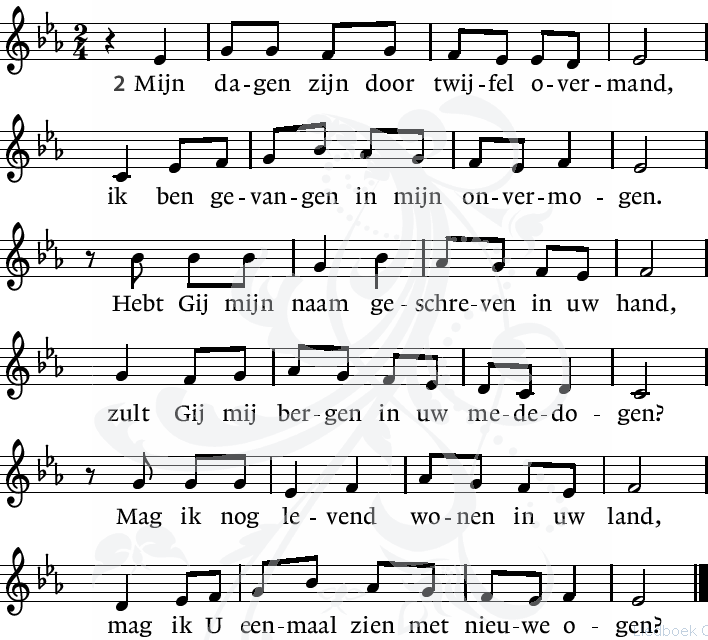 2 Mijn da-gen zijn door twij-fel o-ver-mand,
ik ben ge-van-gen in mijn on-ver-mo - gen.
Hebt Gij mijn naam ge - schre-ven in uw hand,
zult Gij mij ber-gen in uw me-de-do - gen?
Mag ik nog le - vend wo-nen in uw land,
mag ik U een-maal zien met nieu-we o - gen?
Liedboek C